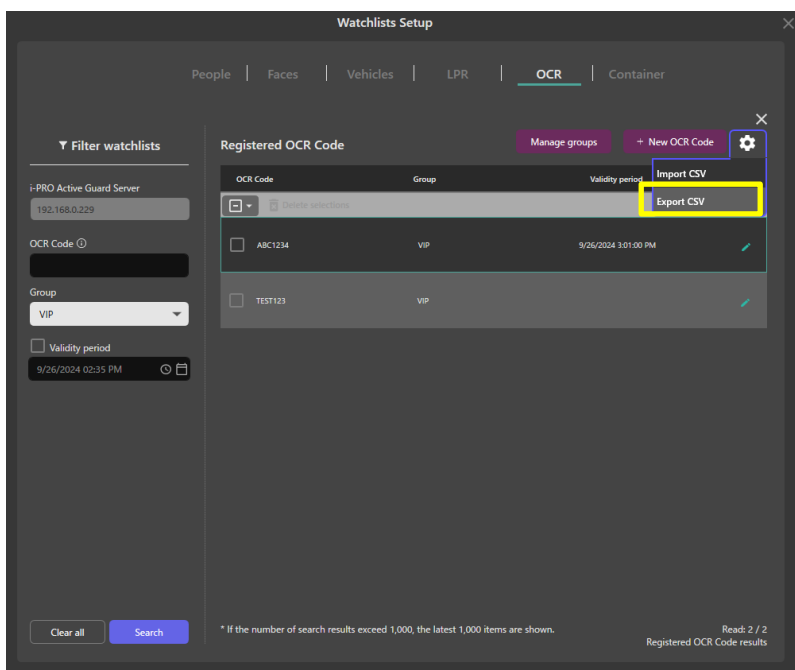 Watchlists Setup
People
Faces
Vehicles
LPR
OCR
Container
Filter watchlists
i-PRO Active Guard Server
192.168.0.229
OCR Code
Group
VIP
Validity period
9/26/2024 02:35 PM
Clear all
Search
Registered OCR Code
Manage groups
+ New OCR Code
Import CSV
Export CSV
OCR Code Group Validity period
Delete selections
ABC1234 VIP 9/26/2024 3:01:00 PM
TEST123 VIP
* If the number of search results exceed 1,000, the latest 1,000 items are shown.
Read: 2 / 2
Registered OCR Code results